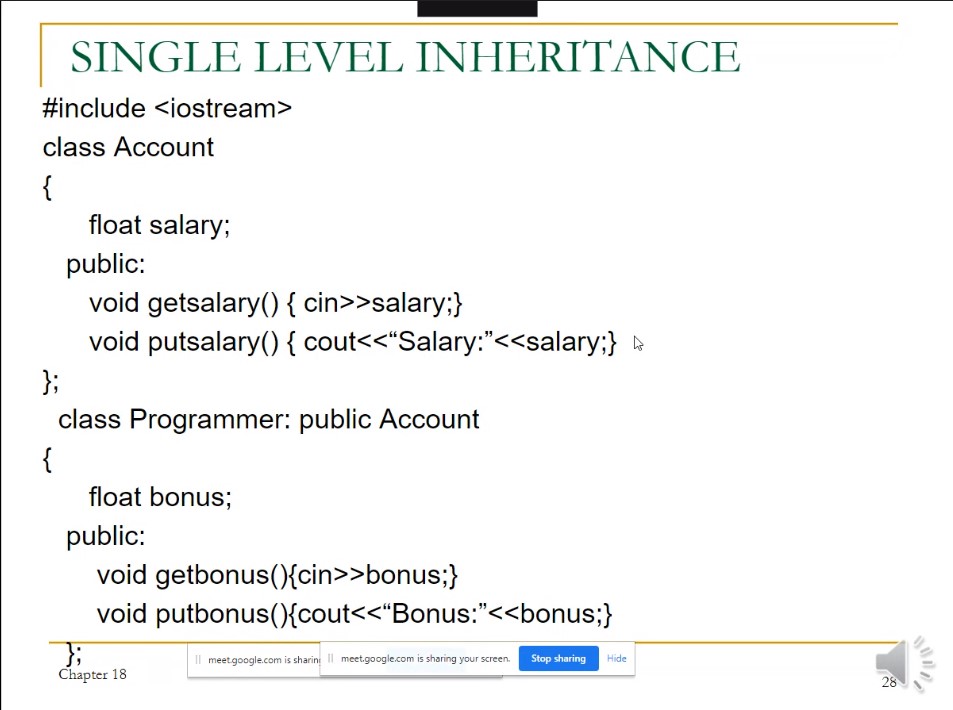 SINGLE LEVEL INHERITANCE
#include <iostream>
class Account
{
float salary;
public:
void getsalary() { cin>>salary;}
void putsalary() { cout<<“Salary:”<<salary;}
};
class Programmer: public Account
{
float bonus;
public:
void getbonus(){cin>>bonus;}
void putbonus(){cout<<“Bonus:”<<bonus;}
};
|| meet.google.com is sharin
|| meet.google.com is sharing your screen. Stop sharing Hide
Chapter 18
28